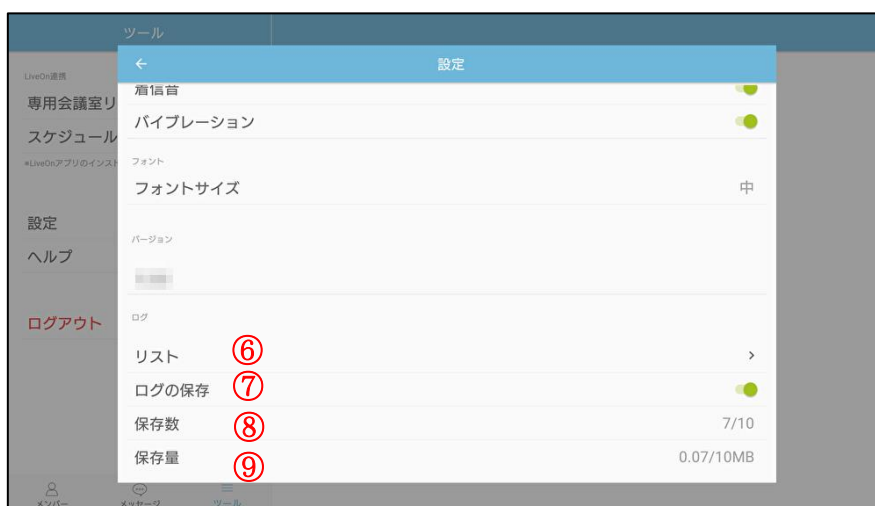 ツール
← 設定
LiveOn連携
着信音
専用会議室リ
バイブレーション
スケジュール
*LiveOnアプリのインスト
フォント
フォントサイズ 中
設定
バージョン
ヘルプ
ログ
ログアウト
リスト ⑥ >
ログの保存 ⑦
保存数 ⑧ 7/10
保存量 ⑨ 0.07/10MB
メンバー メッセージ ツール